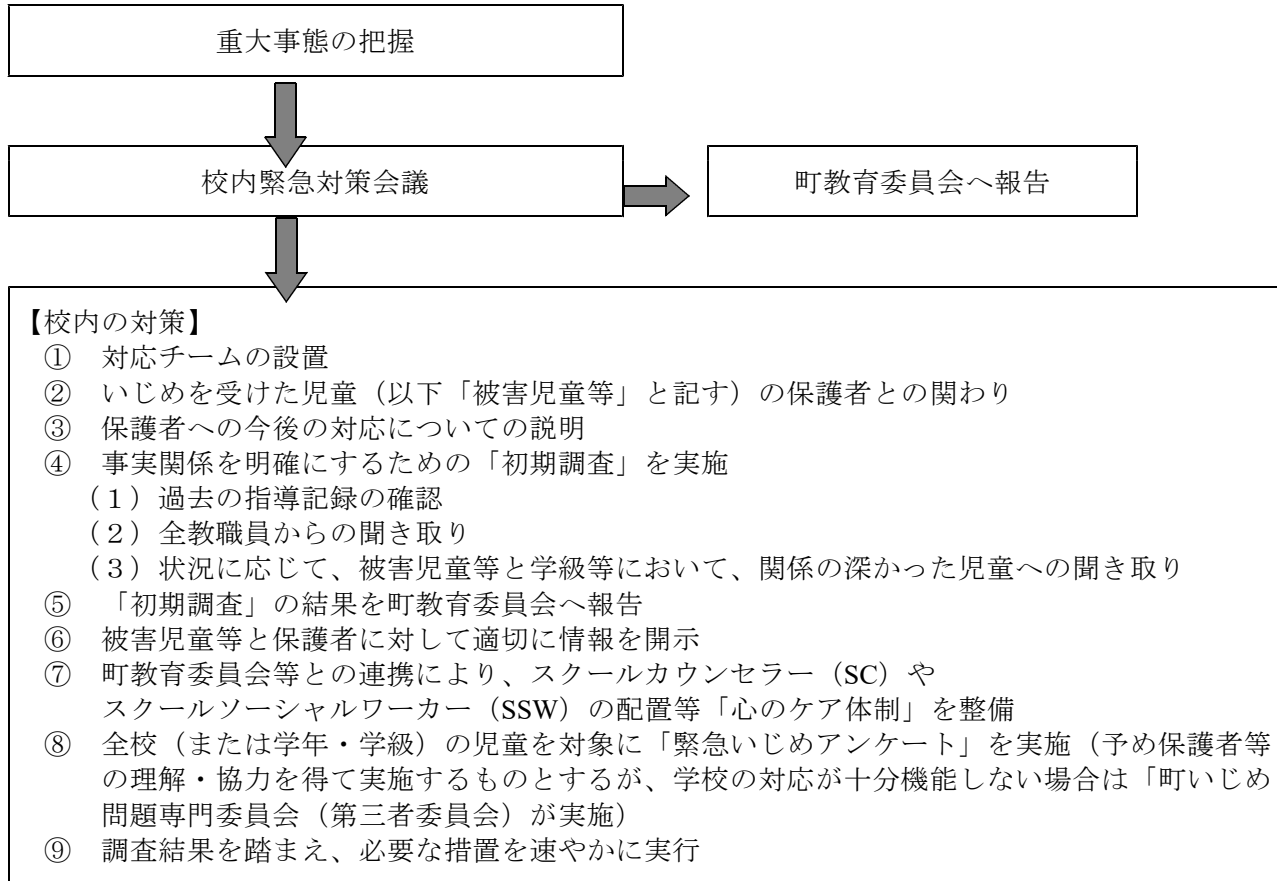 重大事態の把握
校内緊急対策会議
町教育委員会へ報告
【校内の対策】
① 対応チームの設置
② いじめを受けた児童（以下「被害児童等」と記す）の保護者との関わり
③ 保護者への今後の対応についての説明
④ 事実関係を明確にするための「初期調査」を実施
（１）過去の指導記録の確認
（２）全教職員からの聞き取り
（３）状況に応じて、被害児童等と学級等において、関係の深かった児童への聞き取り
⑤ 「初期調査」の結果を町教育委員会へ報告
⑥ 被害児童等と保護者に対して適切に情報を開示
⑦ 町教育委員会等との連携により、スクールカウンセラー（SC）や
スクールソーシャルワーカー（SSW）の配置等「心のケア体制」を整備
⑧ 全校（または学年・学級）の児童を対象に「緊急いじめアンケート」を実施（予め保護者等
の理解・協力を得て実施するものとするが、学校の対応が十分機能しない場合は「町いじめ
問題専門委員会（第三者委員会）が実施）
⑨ 調査結果を踏まえ、必要な措置を速やかに実行